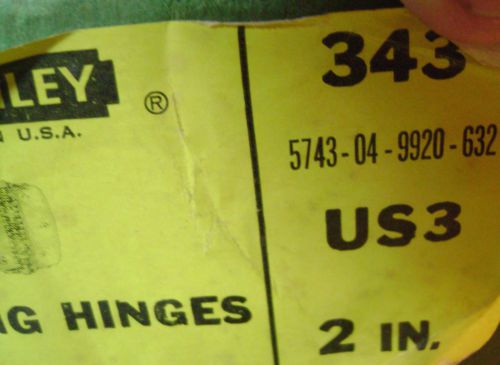 LEY ®
U.S.A.
HINGES
343
5743-04-9920-632
US3
2 IN.